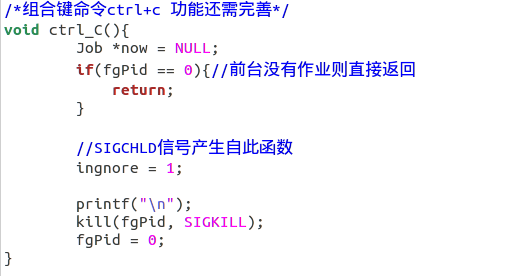 /*组合键命令ctrl+c 功能还需完善*/
void ctrl_C(){
Job *now = NULL;
if(fgPid == 0){//前台没有作业则直接返回
return;
}
//SIGCHLD信号产生自此函数
ingnore = 1;
printf("\n");
kill(fgPid, SIGKILL);
fgPid = 0;
}